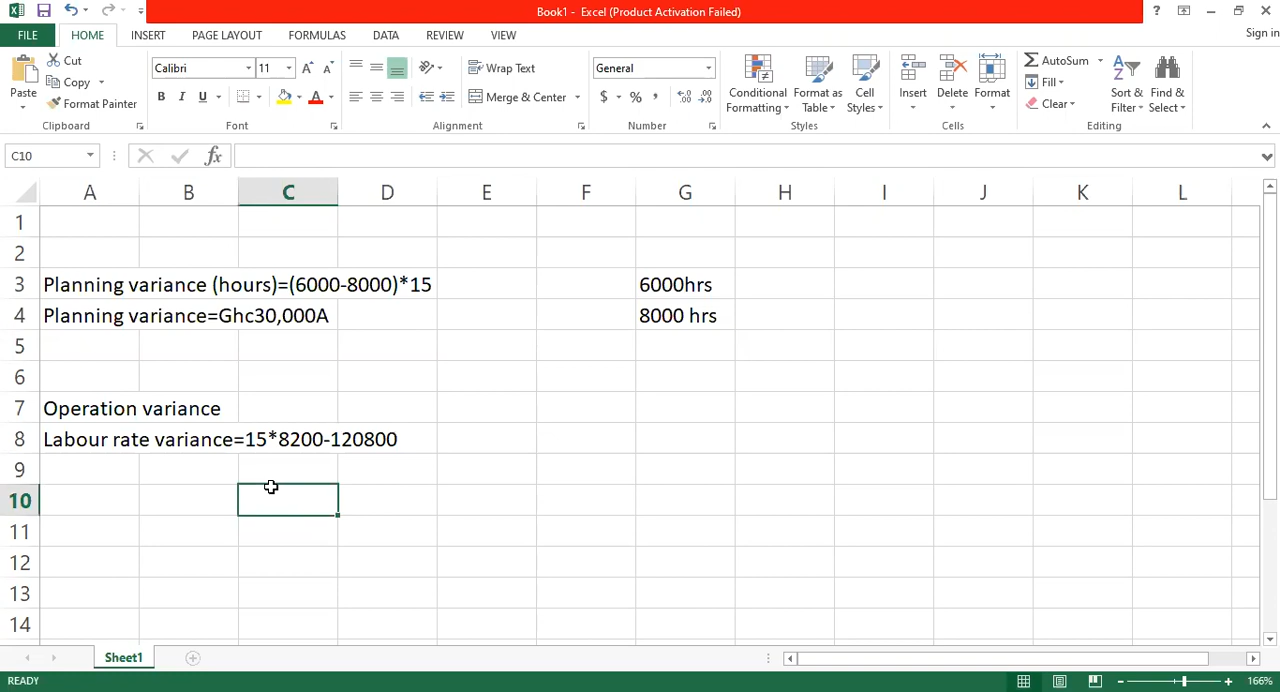 Book1 - Excel (Product Activation Failed)
?
Sign in
FILE HOME INSERT PAGE LAYOUT FORMULAS DATA REVIEW VIEW
Paste
Cut
Copy
Format Painter
Clipboard
Calibri 11
B I U
Font
Wrap Text
Merge & Center
Alignment
General
$ % ,
Number
Conditional Formatting
Format as Table
Cell Styles
Styles
Insert Delete Format
Cells
AutoSum
Fill
Clear
Sort & Filter
Find & Select
Editing
C10
fx
A B C D E F G H I J K L
1
2
3 Planning variance (hours)=(6000-8000)*15 6000hrs
4 Planning variance=Ghc30,000A 8000 hrs
5
6
7 Operation variance
8 Labour rate variance=15*8200-120800
9
10
11
12
13
14
Sheet1
READY
166%